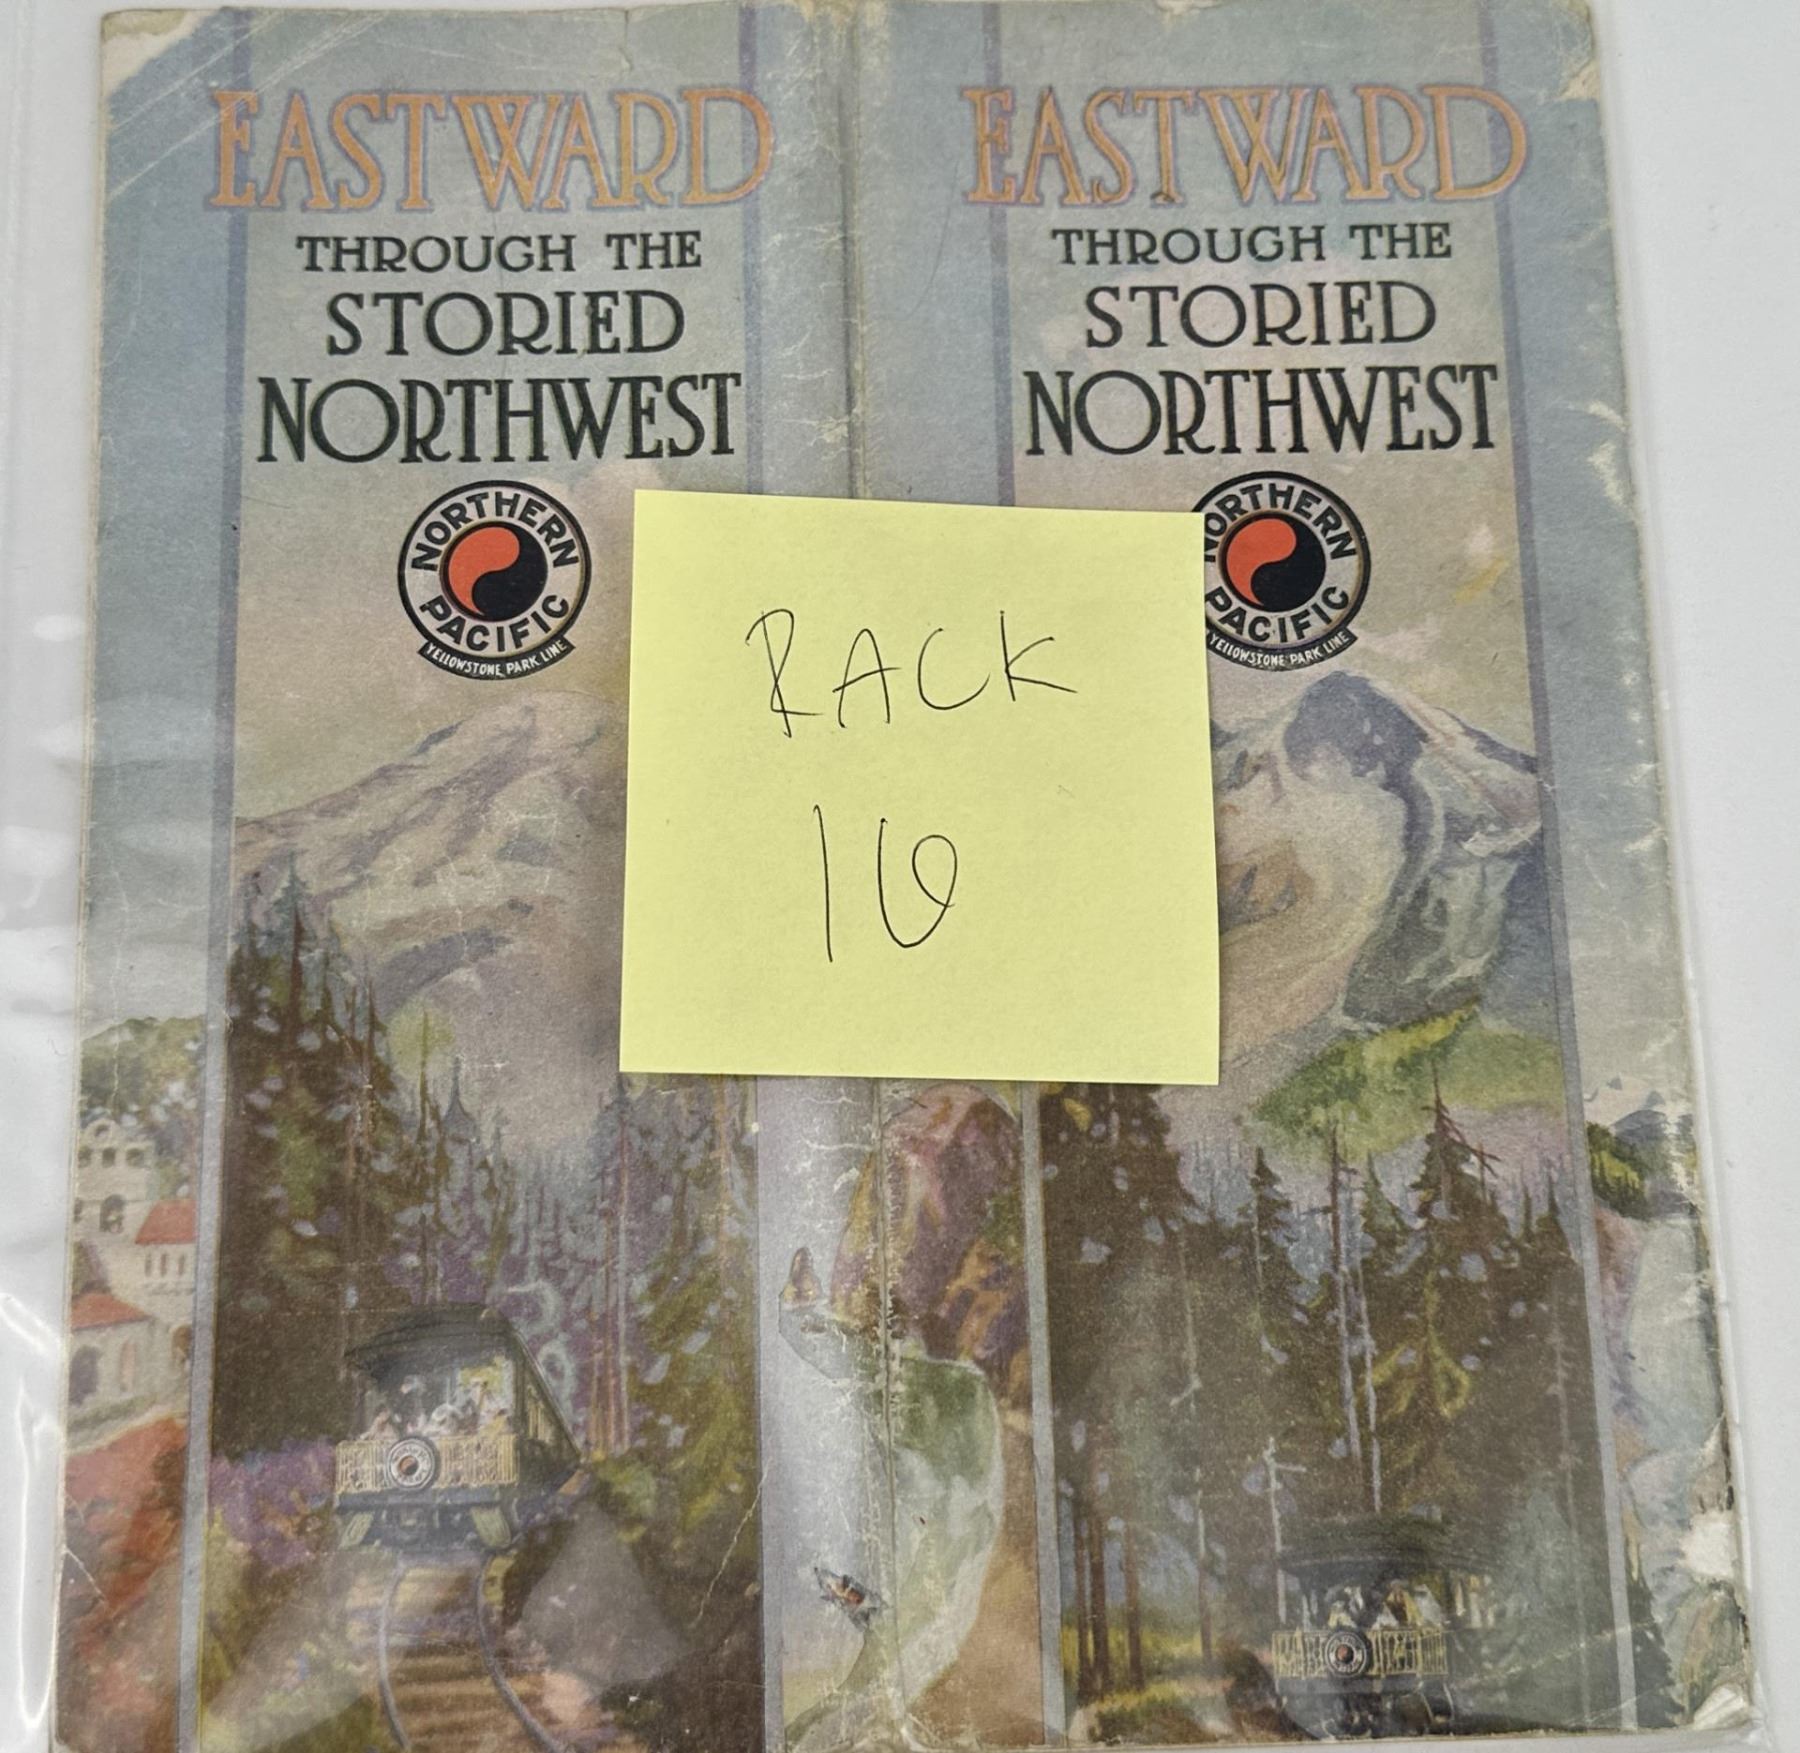 EASTWARD
THROUGH THE
STORIED
NORTHWEST
NORTHERN
PACIFIC
YELLOWSTONE PARK LINE
EASTWARD
THROUGH THE
STORIED
NORTHWEST
NORTHERN
PACIFIC
YELLOWSTONE PARK LINE
RACK
16